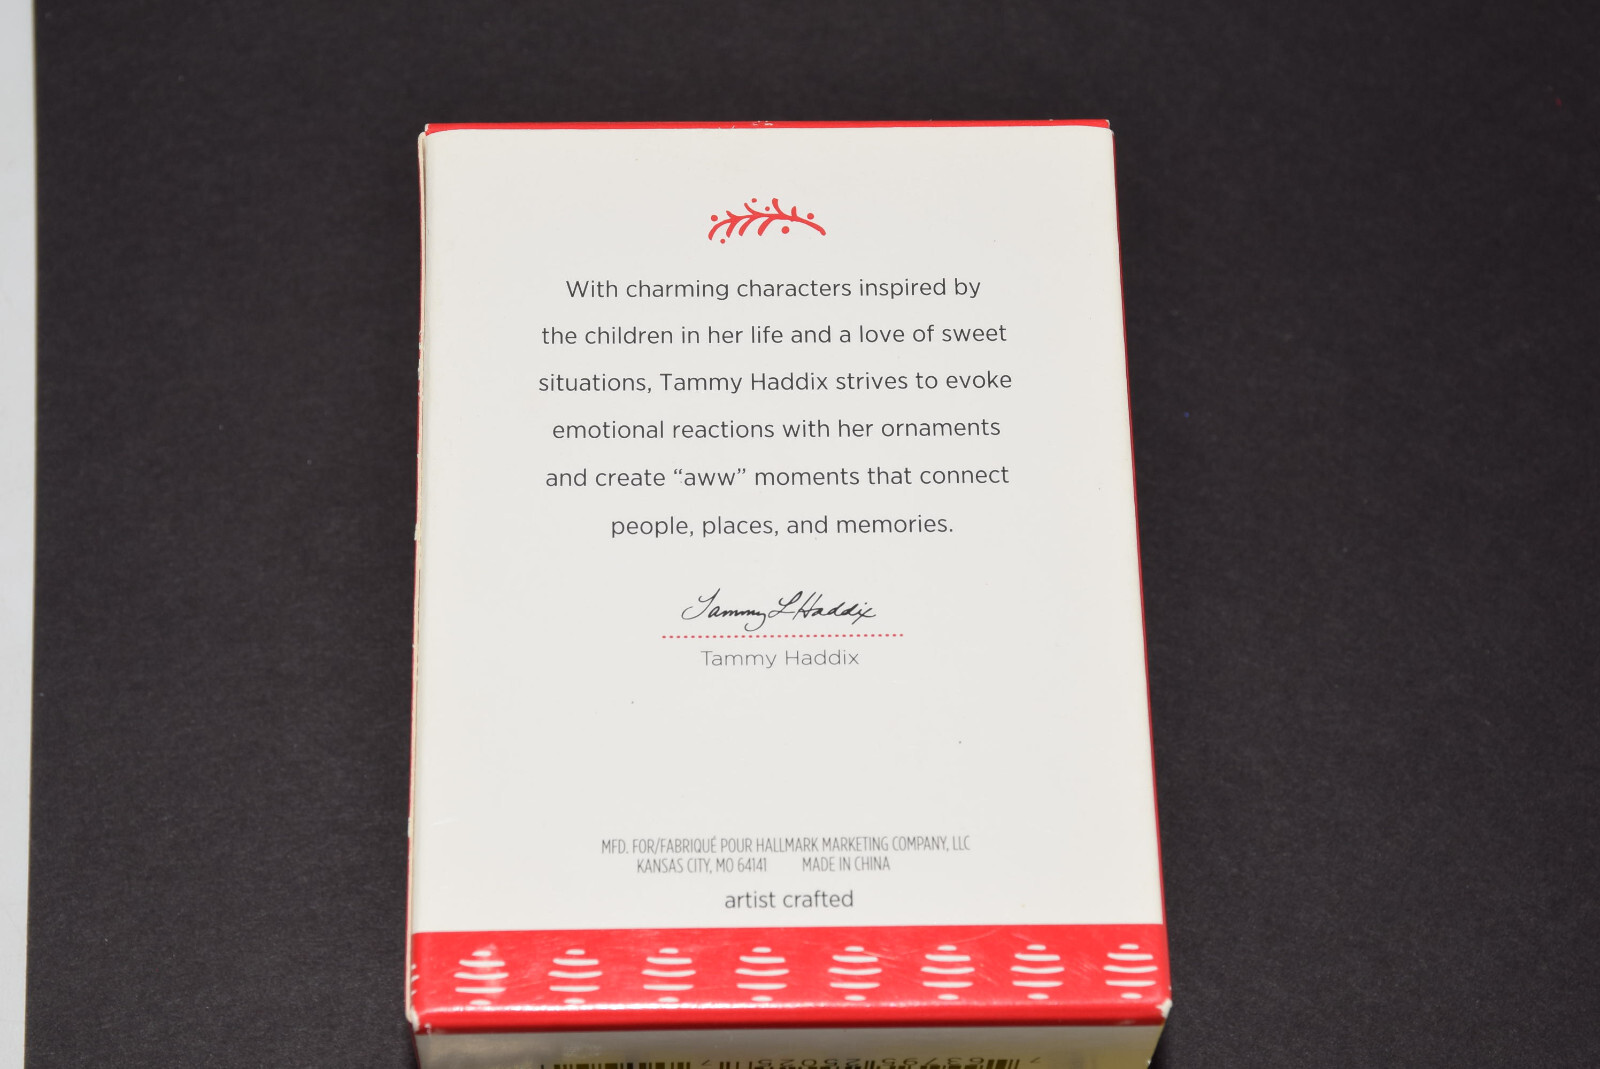 With charming characters inspired by
the children in her life and a love of sweet
situations, Tammy Haddix strives to evoke
emotional reactions with her ornaments
and create “aww” moments that connect
people, places, and memories.
Tammy L Haddix
Tammy Haddix
MFD. FOR/FABRIQUÉ POUR HALLMARK MARKETING COMPANY, LLC
KANSAS CITY, MO 64141 MADE IN CHINA
artist crafted